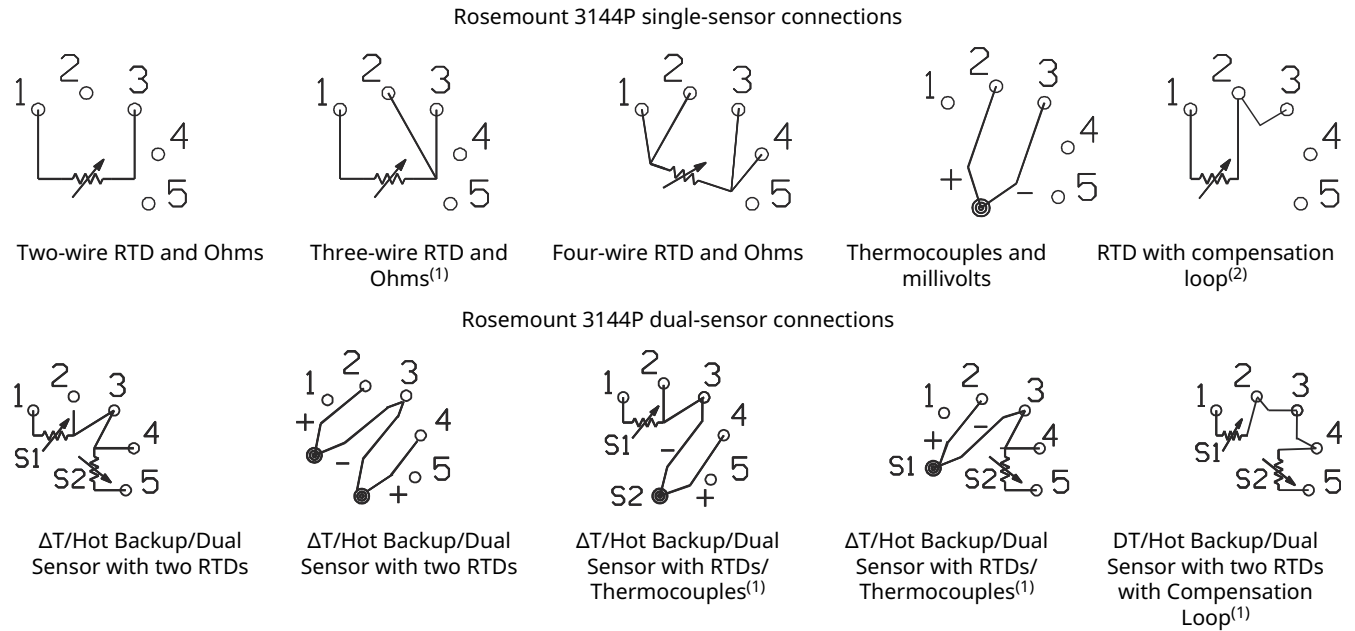 Rosemount 3144P single-sensor connections
1 2 3 4 5
1 2 3 4 5
1 2 3 4 5
1 2 3 4 5 + −
1 2 3 4 5
Two-wire RTD and Ohms
Three-wire RTD and
Ohms(1)
Four-wire RTD and Ohms
Thermocouples and
millivolts
RTD with compensation
loop(2)
Rosemount 3144P dual-sensor connections
1 2 3 4 5 S1 S2
1 2 3 4 5 + − +
1 2 3 4 5 S1 − S2 +
1 2 3 4 5 + − S1 S2
1 2 3 4 5 S1 S2
ΔT/Hot Backup/Dual
Sensor with two RTDs
ΔT/Hot Backup/Dual
Sensor with two RTDs
ΔT/Hot Backup/Dual
Sensor with RTDs/
Thermocouples(1)
ΔT/Hot Backup/Dual
Sensor with RTDs/
Thermocouples(1)
DT/Hot Backup/Dual
Sensor with two RTDs
with Compensation
Loop(1)